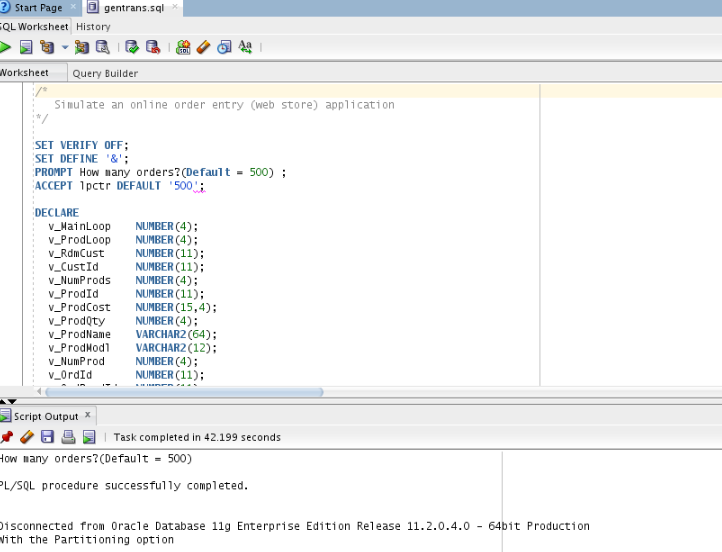 Start Page gentrans.sql
SQL Worksheet History
Worksheet Query Builder
/*
Simulate an online order entry (web store) application
*/
SET VERIFY OFF;
SET DEFINE '&';
PROMPT How many orders?(Default = 500) ;
ACCEPT lpctr DEFAULT '500';
DECLARE
v_MainLoop NUMBER(4);
v_ProdLoop NUMBER(4);
v_RdmCust NUMBER(11);
v_CustId NUMBER(11);
v_NumProds NUMBER(4);
v_ProdId NUMBER(11);
v_ProdCost NUMBER(15,4);
v_ProdQty NUMBER(4);
v_ProdName VARCHAR2(64);
v_ProdModl VARCHAR2(12);
v_NumProd NUMBER(4);
v_OrdId NUMBER(11);
Script Output x
Task completed in 42.199 seconds
How many orders?(Default = 500)
PL/SQL procedure successfully completed.
Disconnected from Oracle Database 11g Enterprise Edition Release 11.2.0.4.0 - 64bit Production
With the Partitioning option